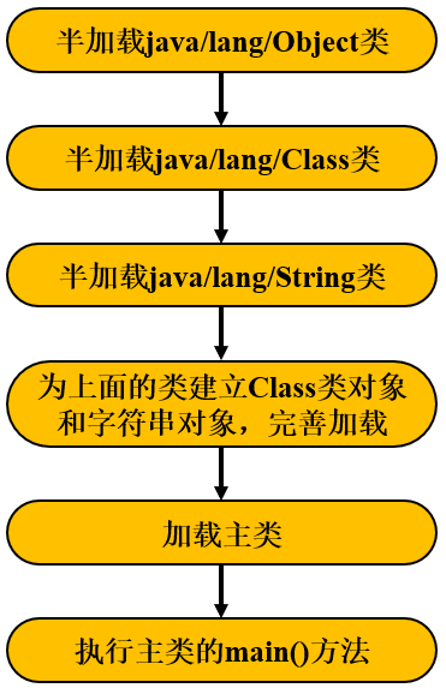 半加载java/lang/Object类
半加载java/lang/Class类
半加载java/lang/String类
为上面的类建立Class类对象
和字符串对象，完善加载
加载主类
执行主类的main()方法